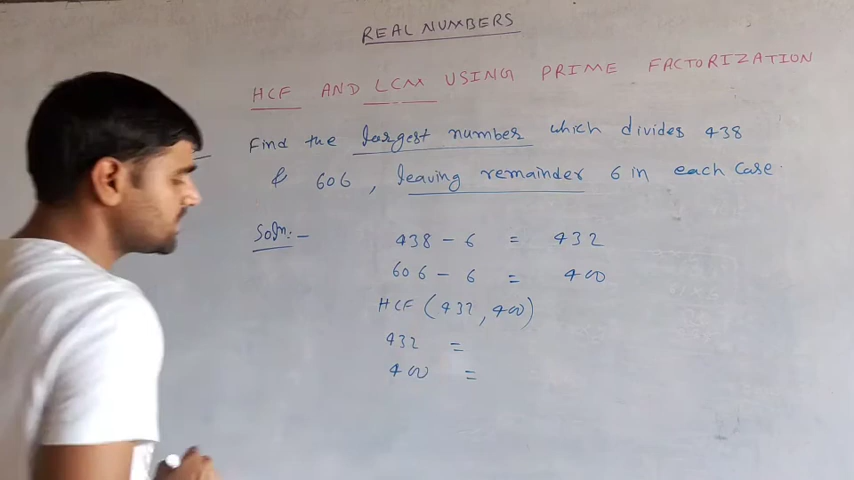 REAL NUMBERS
HCF AND LCM USING PRIME FACTORIZATION
Find the largest number which divides 438
& 606, leaving remainder 6 in each case.
Soln:-
438 - 6 = 432
606 - 6 = 400
HCF (432, 400)
432 =
400 =